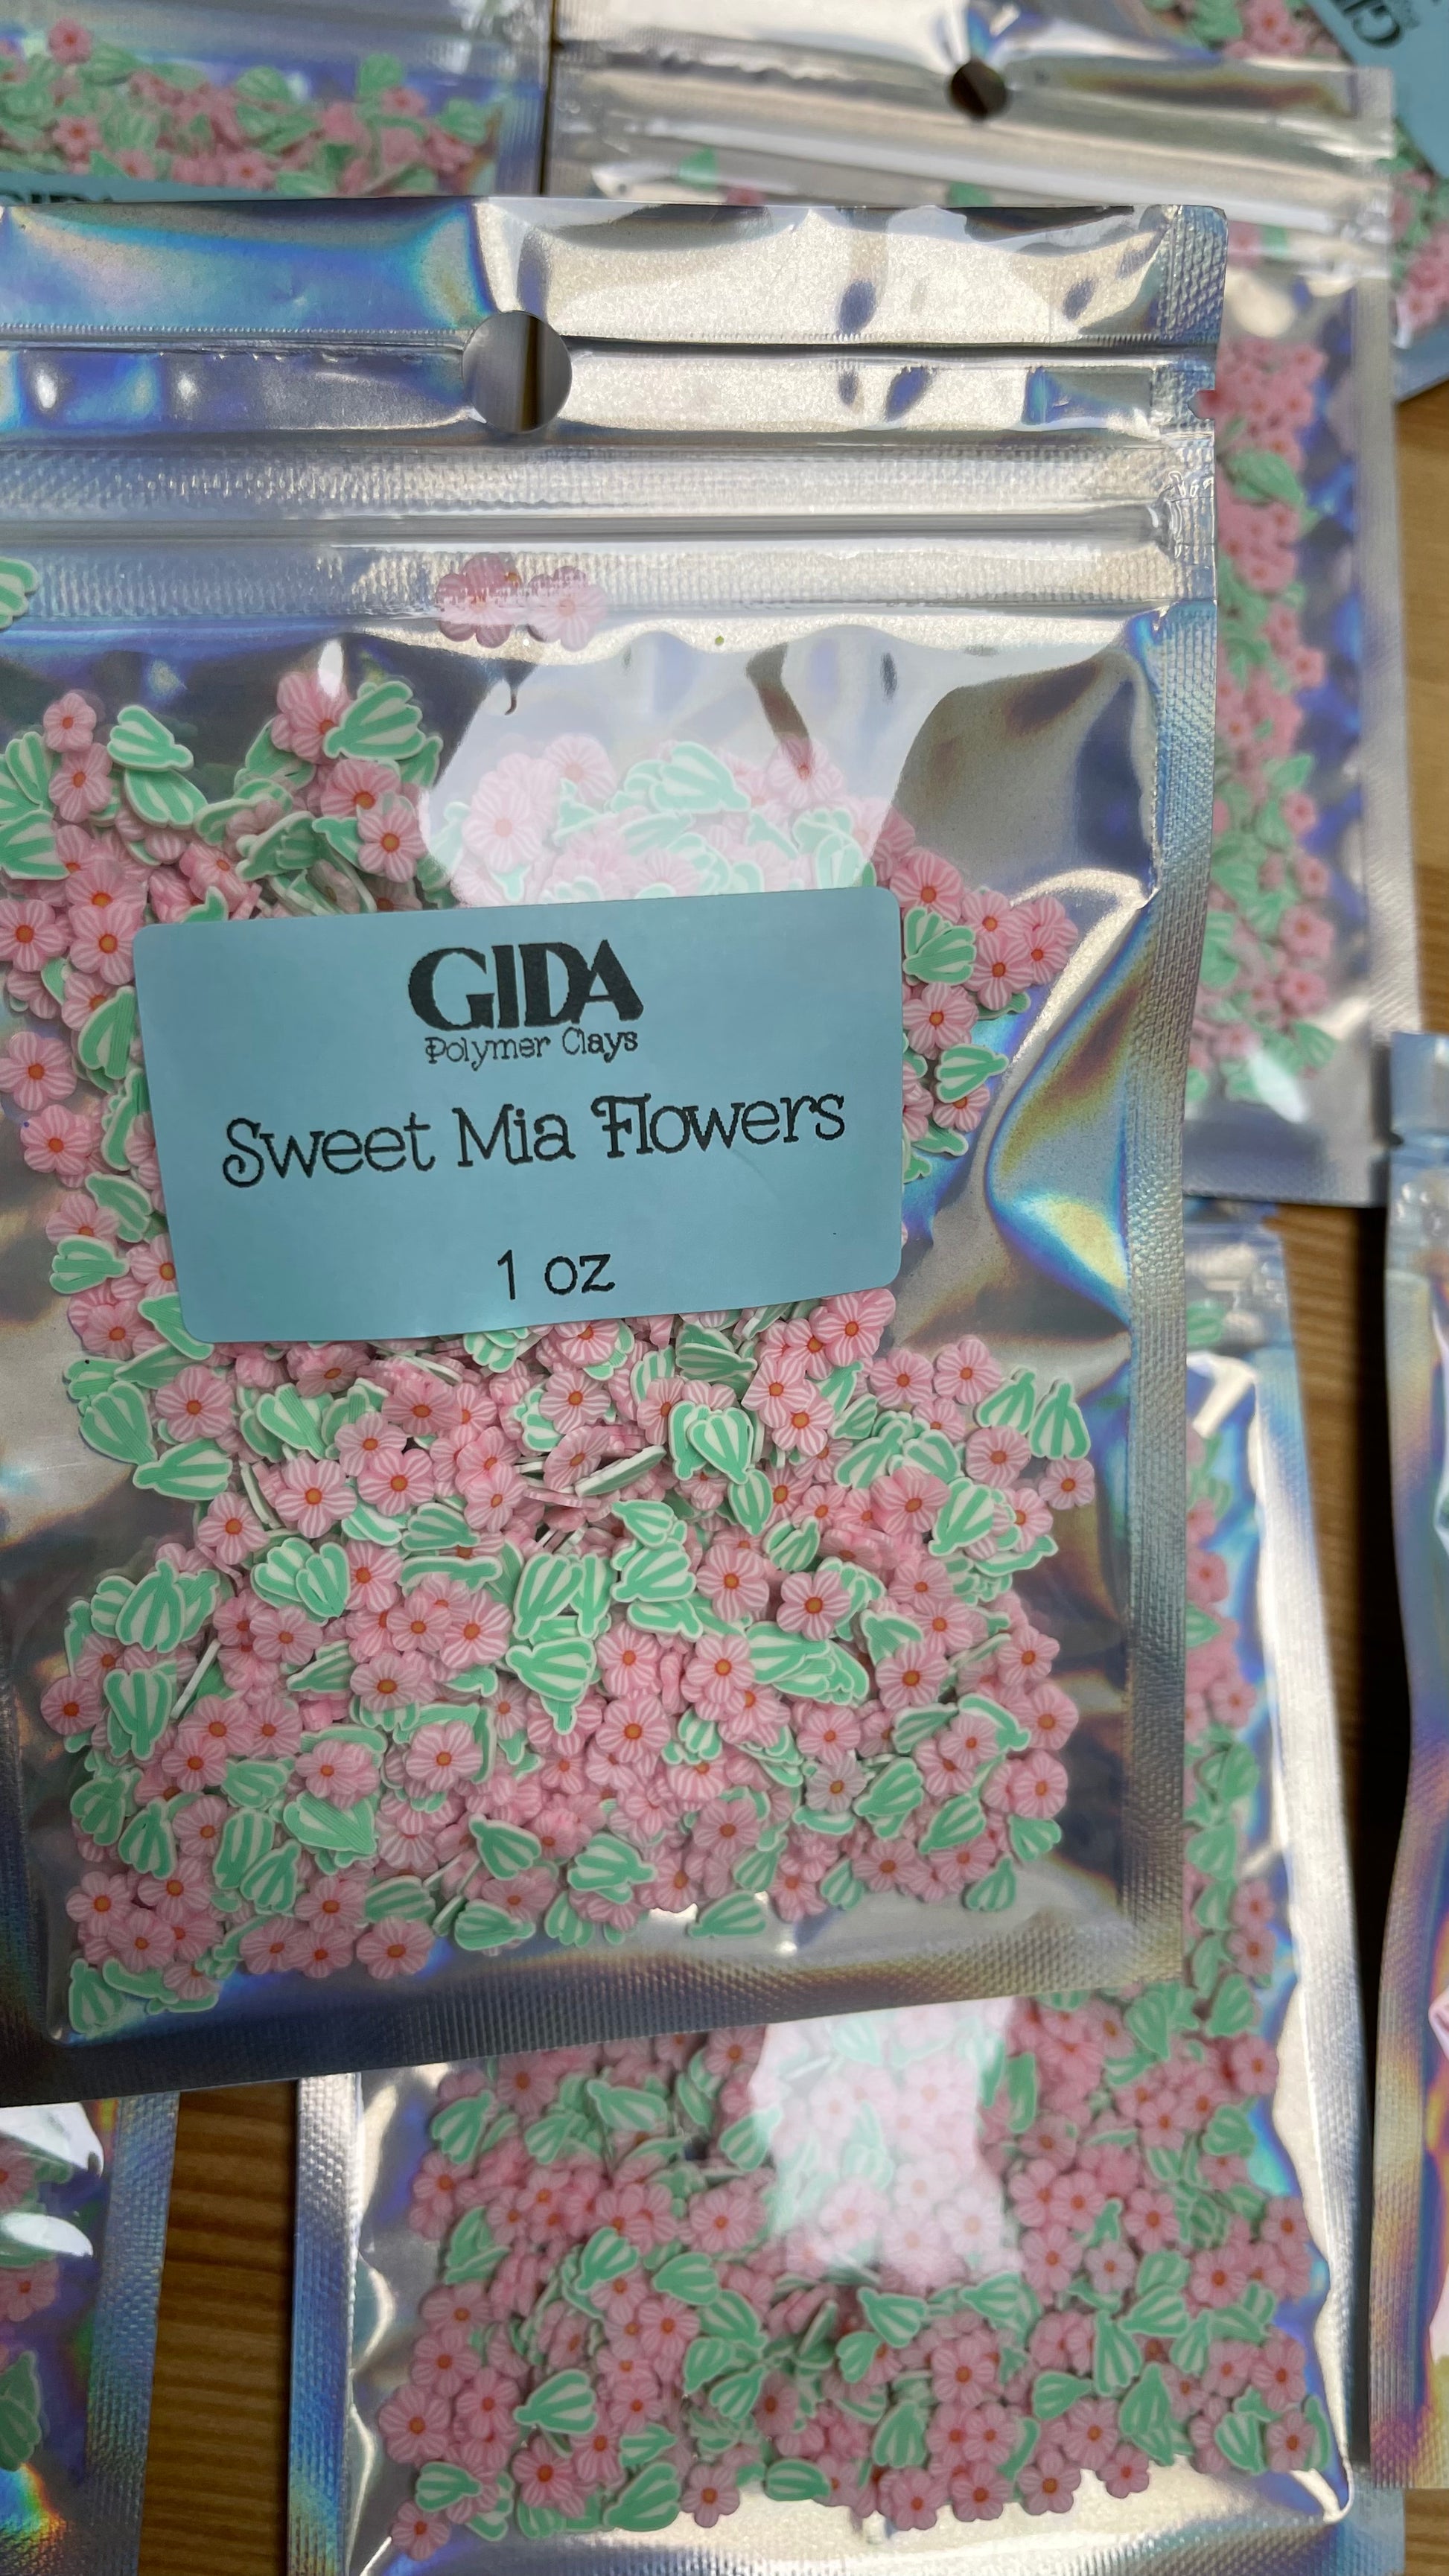 GIDA
Polymer Clays
Sweet Mia Flowers
1 oz